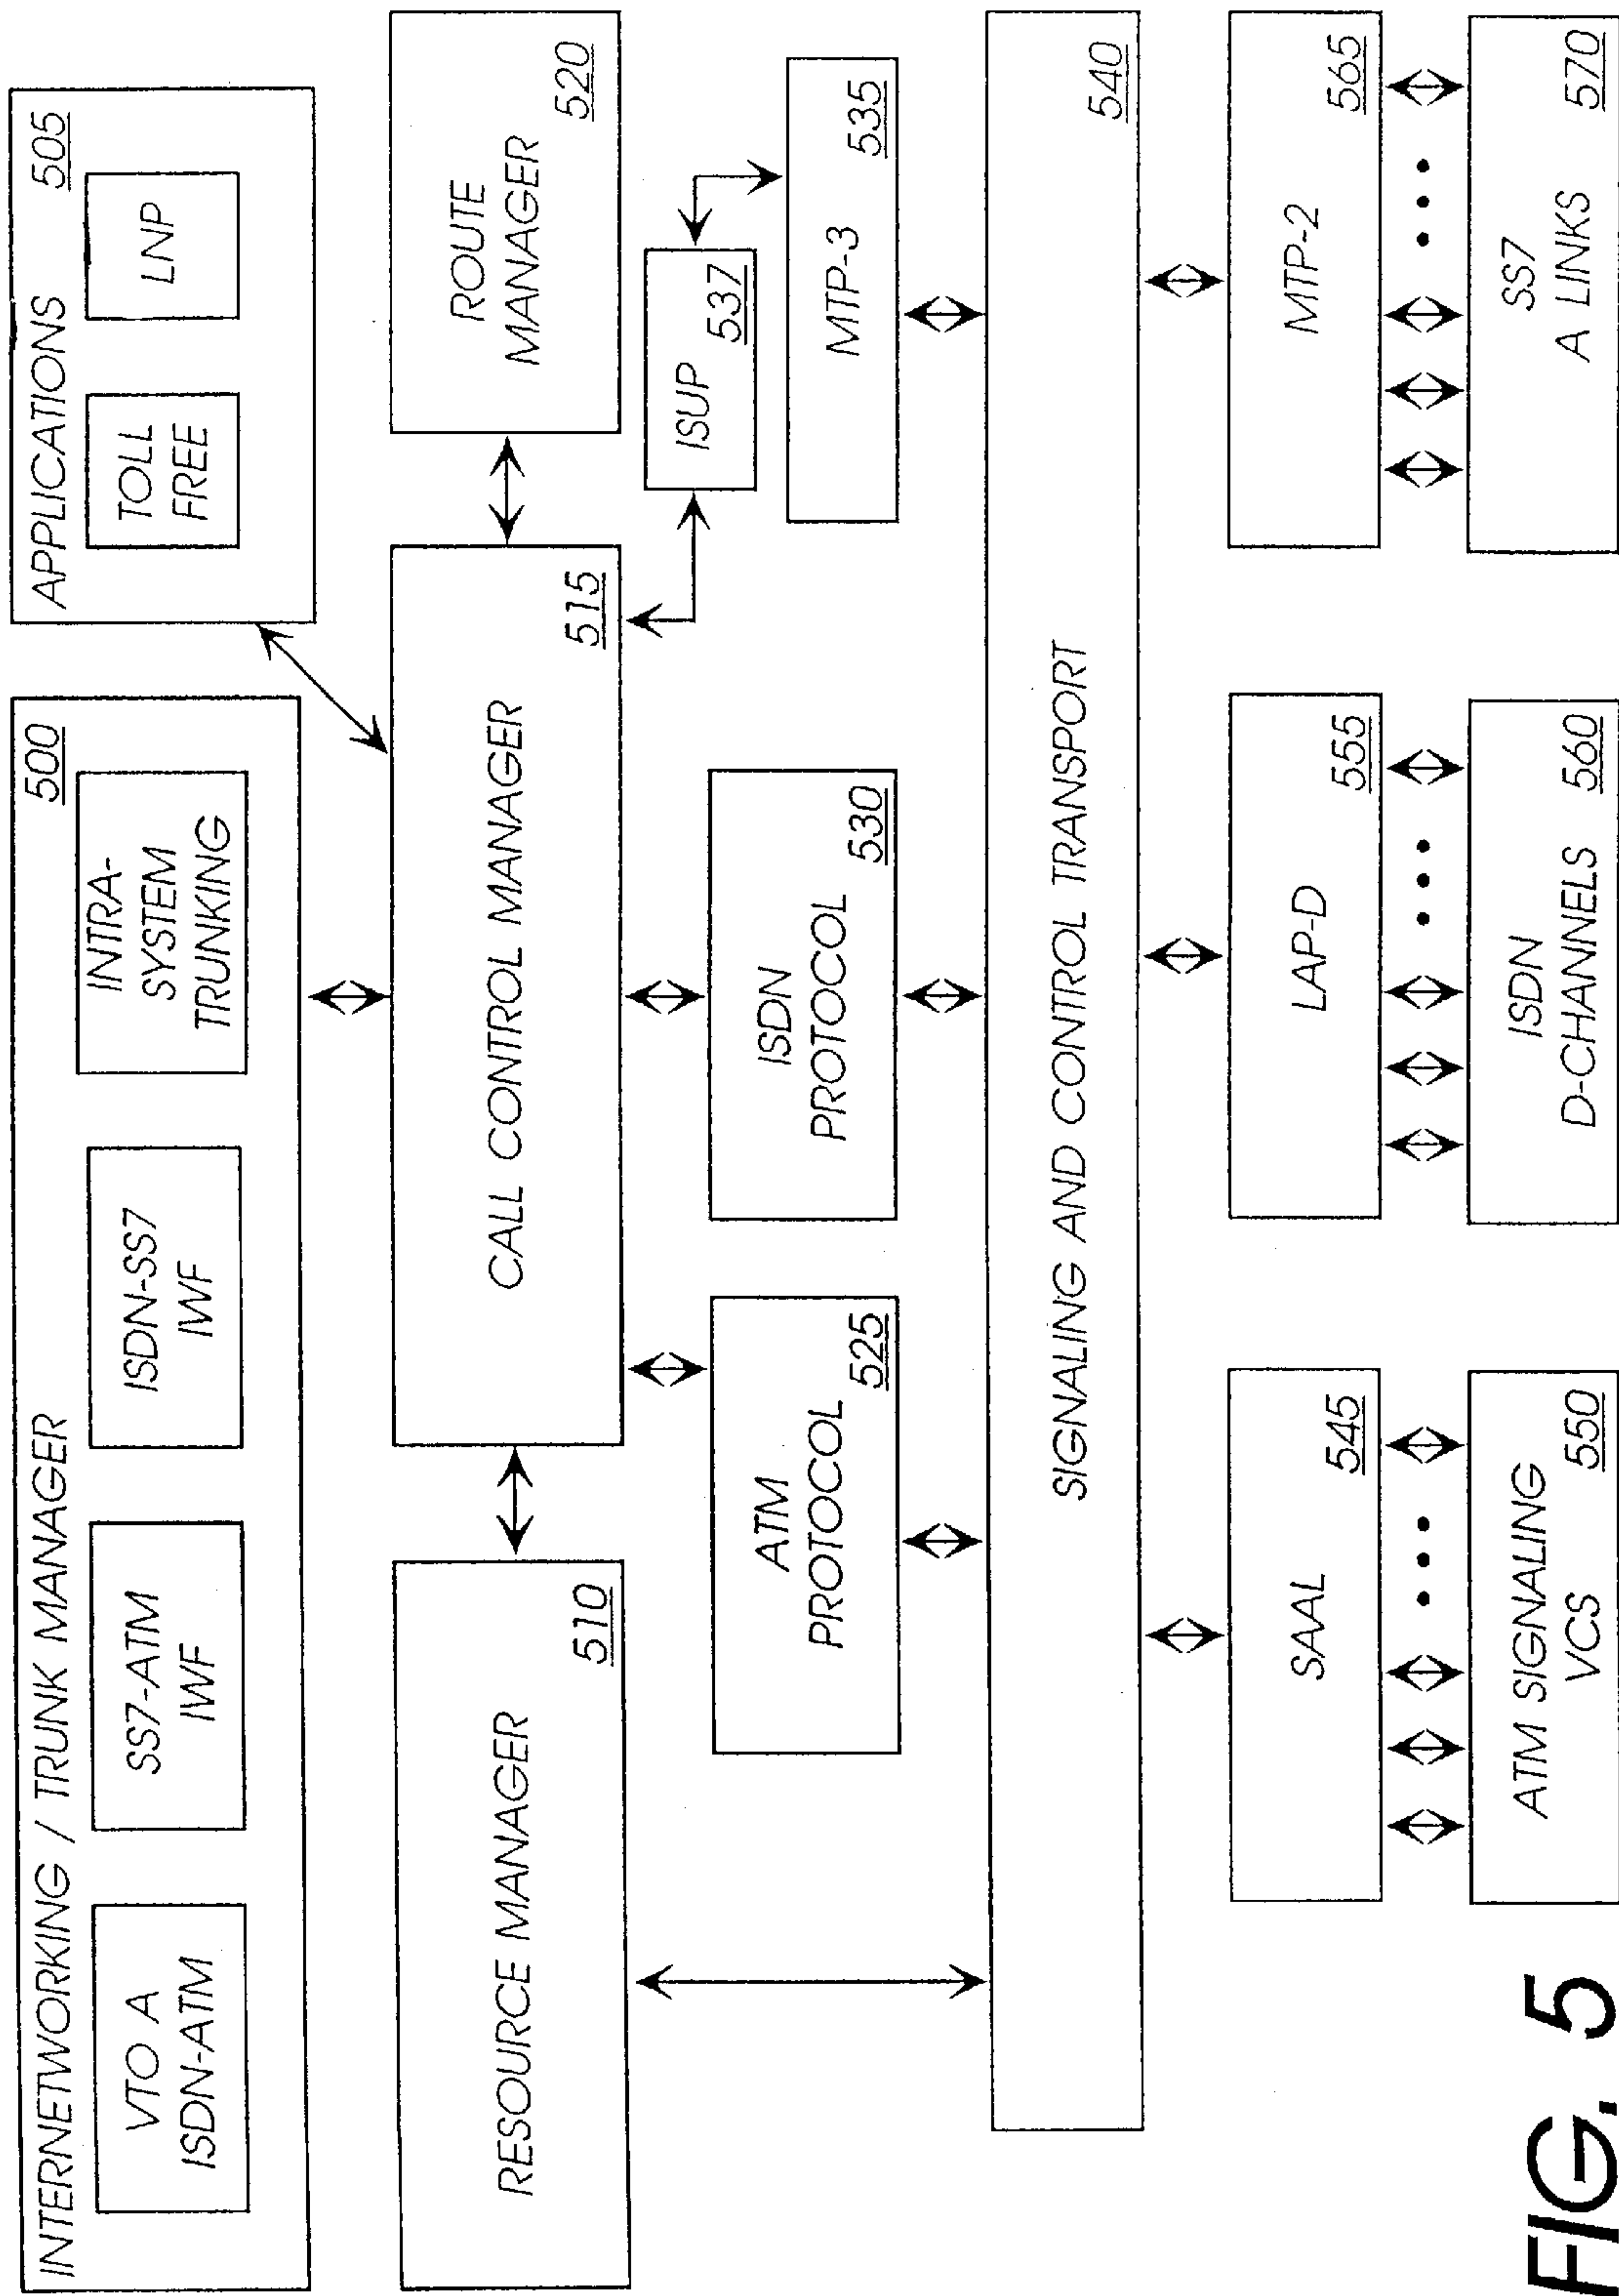 INTERNETWORKING / TRUNK MANAGER
500
VTO A
ISDN-ATM
SS7-ATM
IWF
ISDN-SS7
IWF
INTRA-
SYSTEM
TRUNKING
APPLICATIONS
505
TOLL
FREE
LNP
RESOURCE MANAGER
510
CALL CONTROL MANAGER
515
ROUTE
MANAGER
520
ATM
PROTOCOL
525
ISDN
PROTOCOL
530
ISUP
537
MTP-3
535
SIGNALING AND CONTROL TRANSPORT
540
SAAL
545
LAP-D
555
MTP-2
565
ATM SIGNALING
VCS
550
ISDN
D-CHANNELS
560
SS7
A LINKS
570
FIG. 5